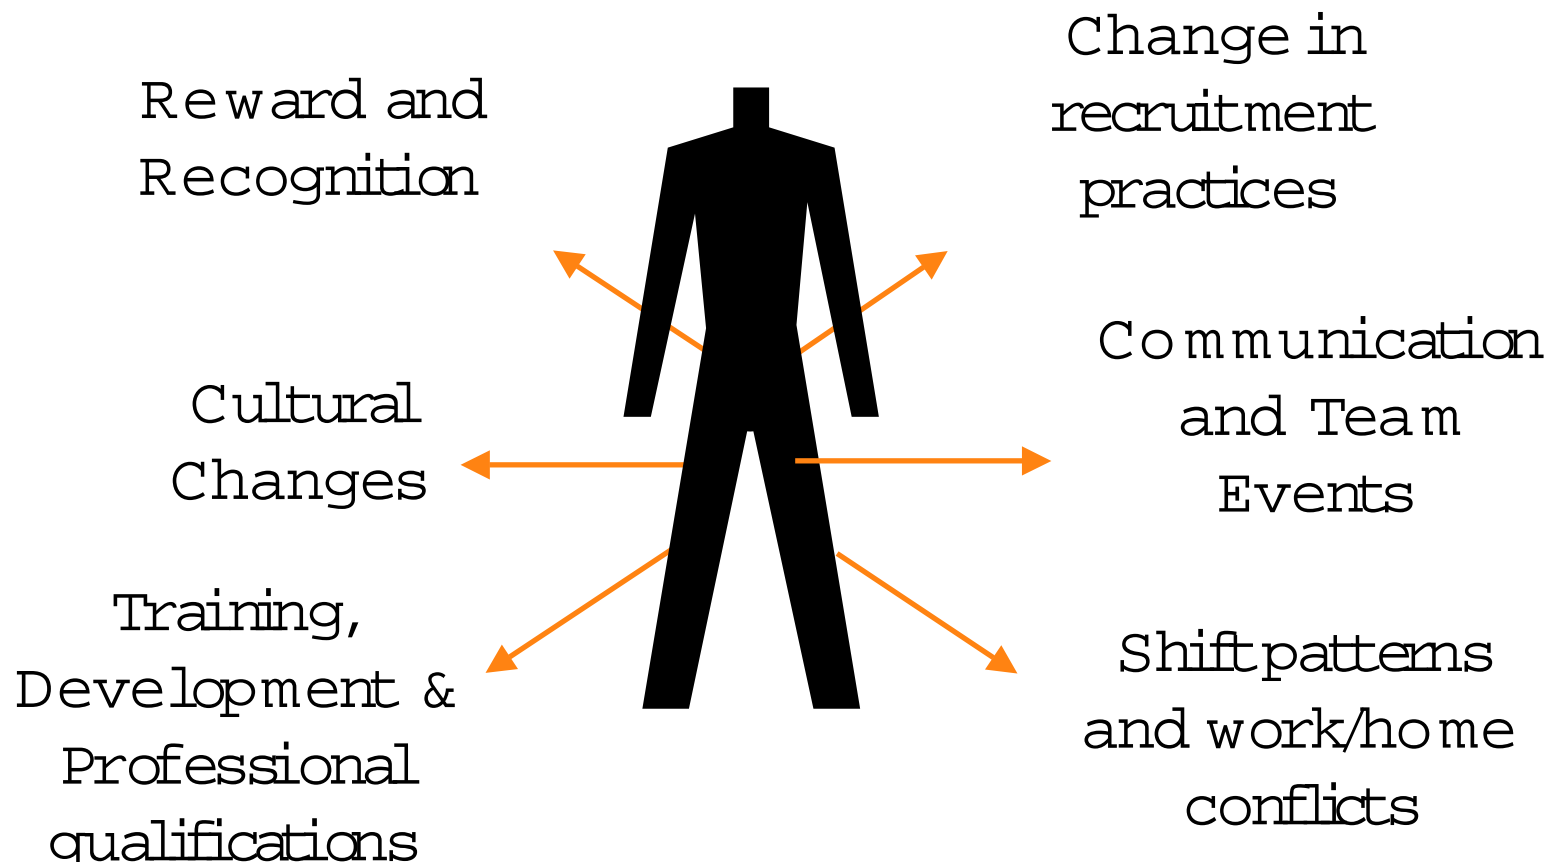 Reward and
Recognition
Cultural
Changes
Training,
Development &
Professional
qualifications
Change in
recruitment
practices
Communication
and Team
Events
Shift patterns
and work/home
conflicts